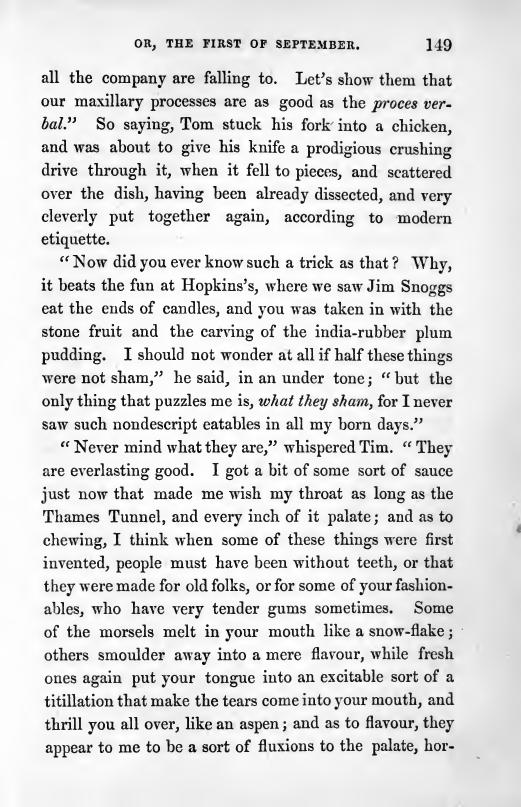 OR, THE FIRST OF SEPTEMBER. 149
all the company are falling to. Let's show them that
our maxillary processes are as good as the proces ver-
bal." So saying, Tom stuck his fork into a chicken,
and was about to give his knife a prodigious crushing
drive through it, when it fell to pieces, and scattered
over the dish, having been already dissected, and very
cleverly put together again, according to modern
etiquette.
"Now did you ever know such a trick as that? Why,
it beats the fun at Hopkins's, where we saw Jim Snoggs
eat the ends of candles, and you was taken in with the
stone fruit and the carving of the india-rubber plum
pudding. I should not wonder at all if half these things
were not sham," he said, in an under tone; "but the
only thing that puzzles me is, what they sham, for I never
saw such nondescript eatables in all my born days."
"Never mind what they are," whispered Tim. "They
are everlasting good. I got a bit of some sort of sauce
just now that made me wish my throat as long as the
Thames Tunnel, and every inch of it palate; and as to
chewing, I think when some of these things were first
invented, people must have been without teeth, or that
they were made for old folks, or for some of your fashion-
ables, who have very tender gums sometimes. Some
of the morsels melt in your mouth like a snow-flake;
others smoulder away into a mere flavour, while fresh
ones again put your tongue into an excitable sort of a
titillation that make the tears come into your mouth, and
thrill you all over, like an aspen; and as to flavour, they
appear to me to be a sort of fluxions to the palate, hor-